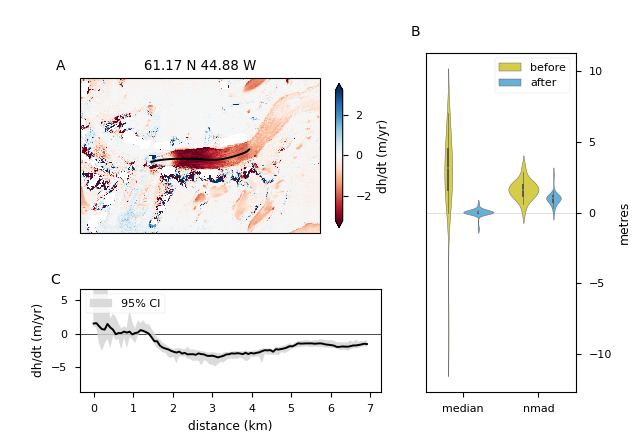 A
61.17 N 44.88 W
2
0
−2
dh/dt (m/yr)
B
before
after
10
5
0
−5
−10
metres
median
nmad
C
95% CI
5
0
−5
dh/dt (m/yr)
0 1 2 3 4 5 6 7
distance (km)